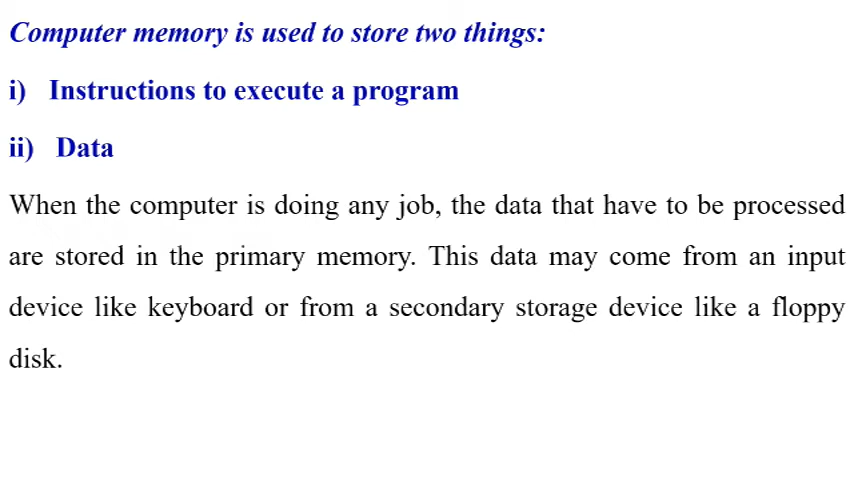 Computer memory is used to store two things:
i) Instructions to execute a program
ii) Data
When the computer is doing any job, the data that have to be processed
are stored in the primary memory. This data may come from an input
device like keyboard or from a secondary storage device like a floppy
disk.